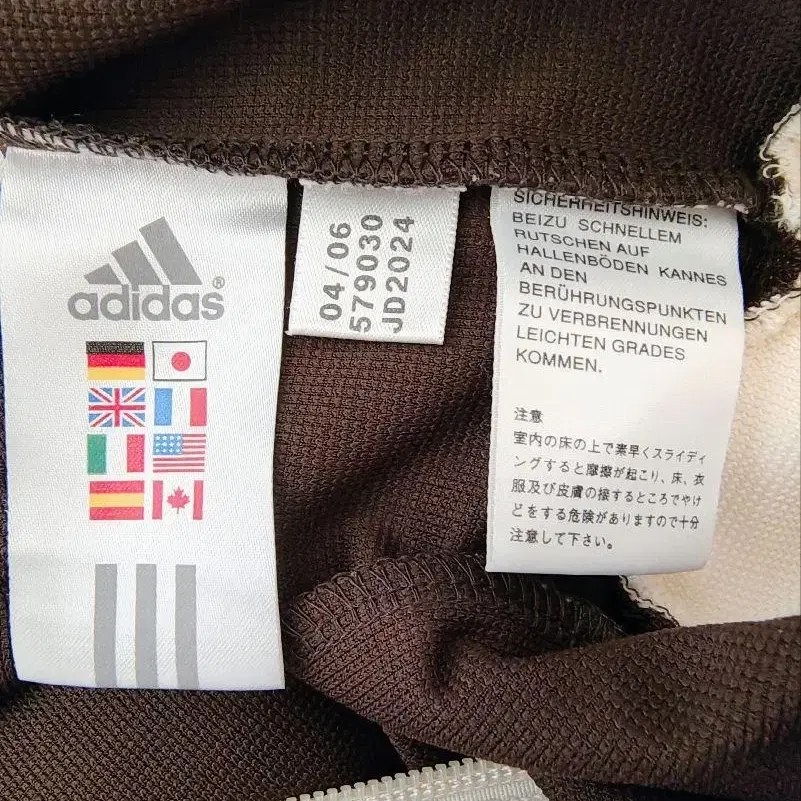 adidas®
04/06
579030
JD2024
SICHERHEITSHINWEIS:
BEIZU SCHNELLEM
RUTSCHEN AUF
HALLENBÖDEN KANNES
AN DEN
BERÜHRUNGSPUNKTEN
ZU VERBRENNUNGEN
LEICHTEN GRADES
KOMMEN.
注意
室内の床の上で素早くスライディ
ングすると摩擦が起こり、床、衣
服及び皮膚の接するところでやけ
どをする危険がありますので十分
注意して下さい。